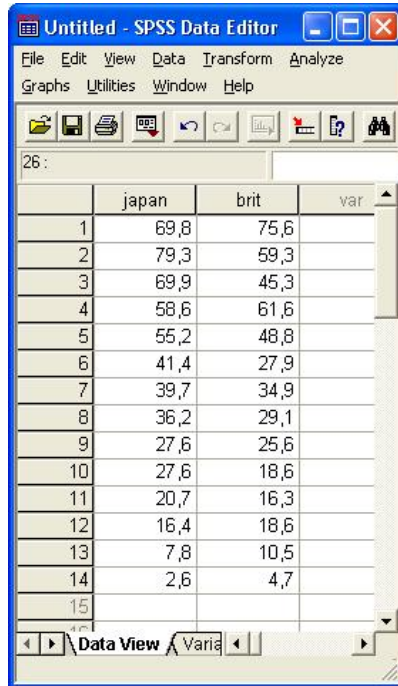 Untitled - SPSS Data Editor
File Edit View Data Transform Analyze
Graphs Utilities Window Help
26 :
japan brit var
1 69,8 75,6
2 79,3 59,3
3 69,9 45,3
4 58,6 61,6
5 55,2 48,8
6 41,4 27,9
7 39,7 34,9
8 36,2 29,1
9 27,6 25,6
10 27,6 18,6
11 20,7 16,3
12 16,4 18,6
13 7,8 10,5
14 2,6 4,7
15
Data View Varia